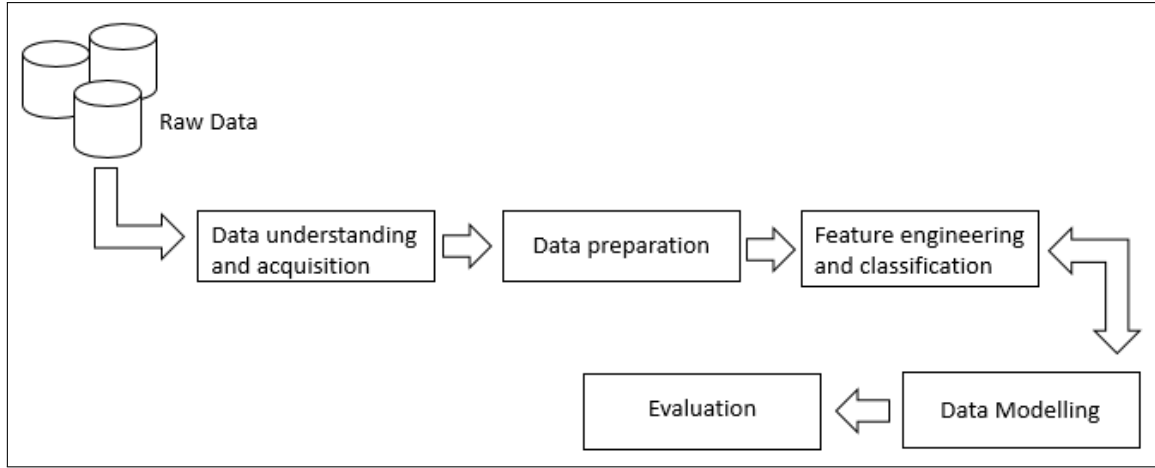 Raw Data
Data understanding
and acquisition
Data preparation
Feature engineering
and classification
Evaluation
Data Modelling